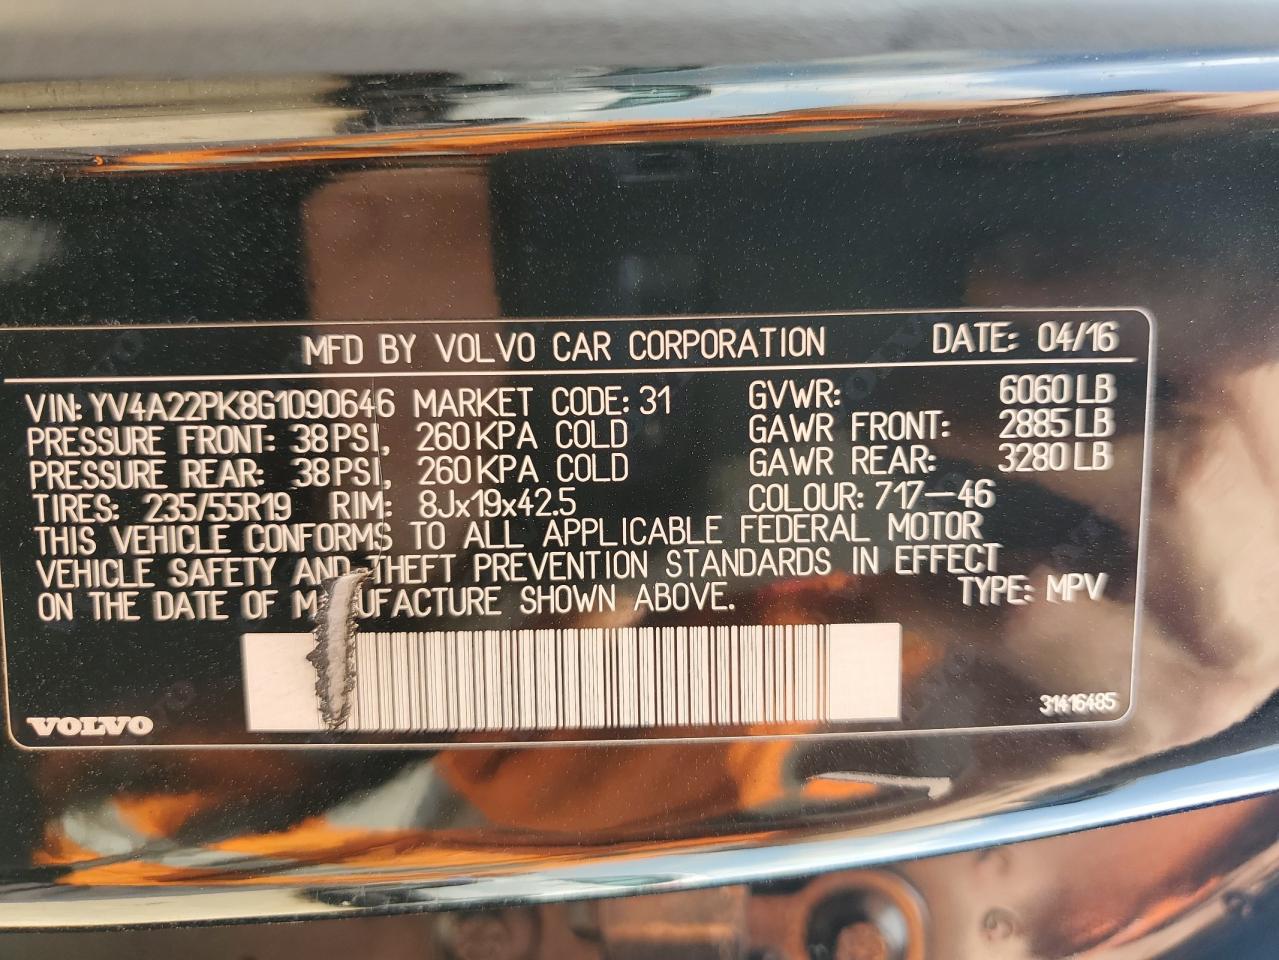 MFD BY VOLVO CAR CORPORATION DATE: 04/16
VIN: YV4A22PK8G1090646 MARKET CODE: 31 GVWR: 6060 LB
PRESSURE FRONT: 38 PSI, 260 KPA COLD GAWR FRONT: 2885 LB
PRESSURE REAR: 38 PSI, 260 KPA COLD GAWR REAR: 3280 LB
TIRES: 235/55R19 RIM: 8Jx19x42.5 COLOUR: 717-46
THIS VEHICLE CONFORMS TO ALL APPLICABLE FEDERAL MOTOR
VEHICLE SAFETY AND THEFT PREVENTION STANDARDS IN EFFECT
ON THE DATE OF MANUFACTURE SHOWN ABOVE. TYPE: MPV
VOLVO 31416485